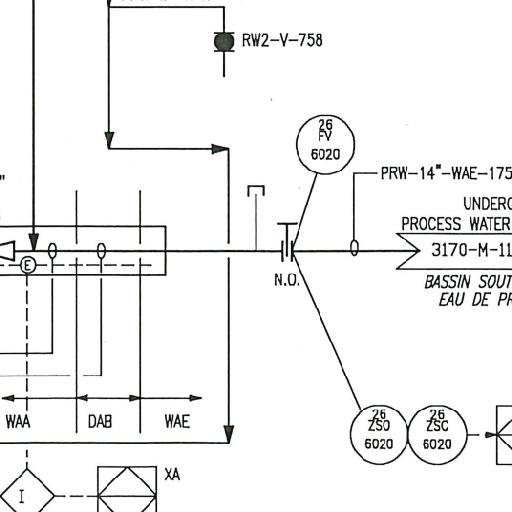 RW2-V-758
26
FV
6020
PRW-14"-WAE-175
PROCESS WATER
3170-M-11
BASSIN SOUT
EAU DE PR
N.O.
E
WAA
DAB
WAE
26
ZSO
6020
26
ZSC
6020
XA
I